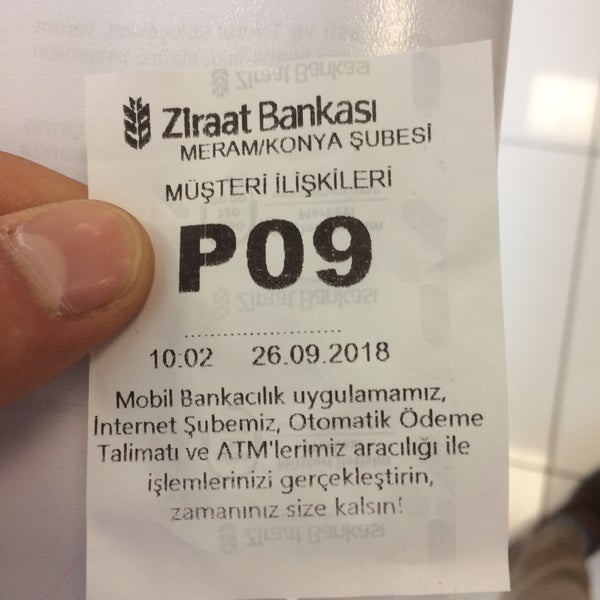 Ziraat Bankası
MERAM/KONYA ŞUBESİ
MÜŞTERİ İLİŞKİLERİ
P09
10:02 26.09.2018
Mobil Bankacılık uygulamamız,
İnternet Şubemiz, Otomatik Ödeme
Talimatı ve ATM'lerimiz aracılığı ile
işlemlerinizi gerçekleştirin,
zamanınız size kalsın!